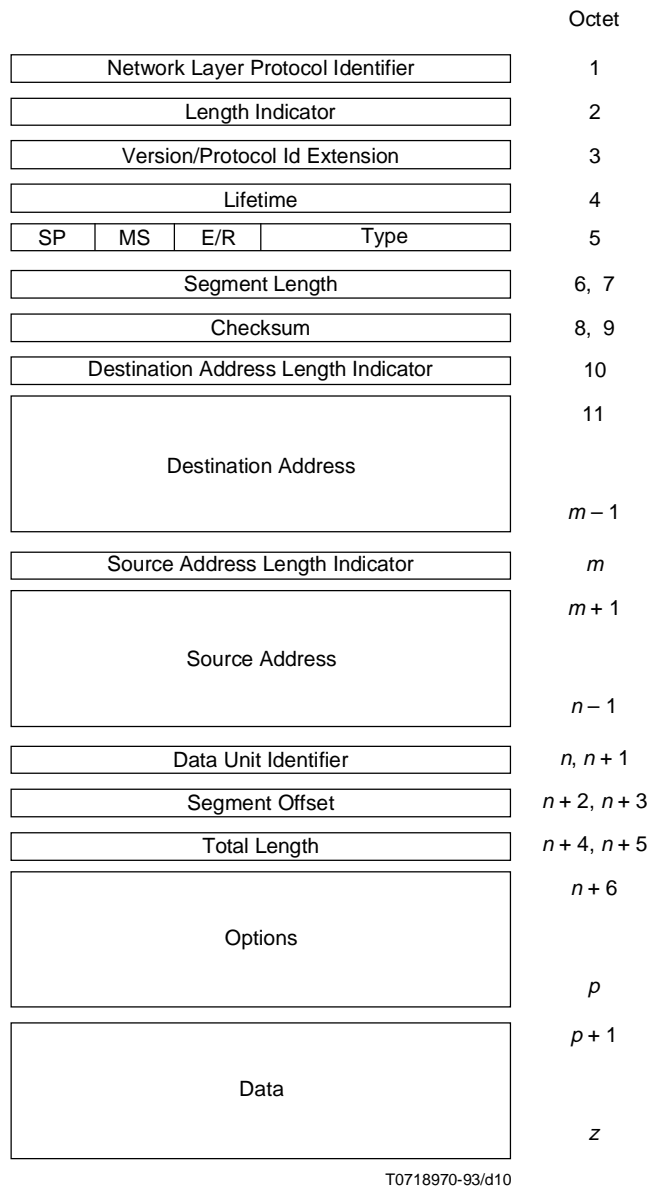 Octet
Network Layer Protocol Identifier 1
Length Indicator 2
Version/Protocol Id Extension 3
Lifetime 4
SP MS E/R Type 5
Segment Length 6, 7
Checksum 8, 9
Destination Address Length Indicator 10
11
Destination Address
m – 1
Source Address Length Indicator m
m + 1
Source Address
n – 1
Data Unit Identifier n, n + 1
Segment Offset n + 2, n + 3
Total Length n + 4, n + 5
n + 6
Options
p
p + 1
Data
z
T0718970-93/d10